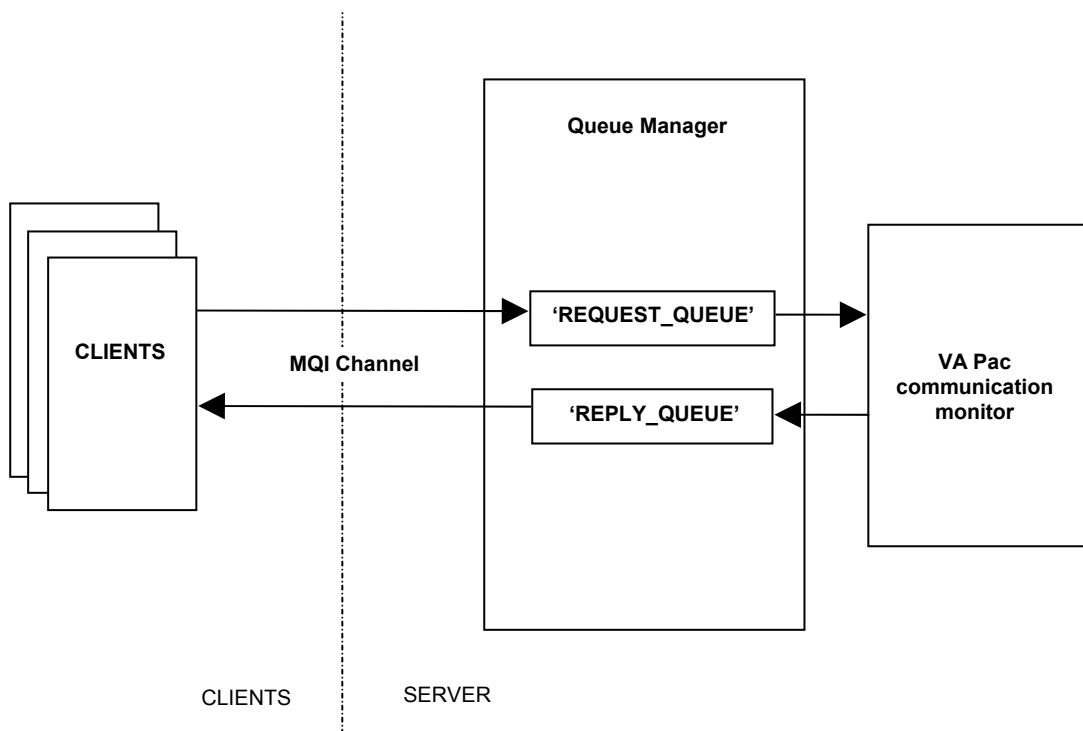 Queue Manager
‘REQUEST_QUEUE’
CLIENTS
MQI Channel
VA Pac
communication
monitor
‘REPLY_QUEUE’
CLIENTS
SERVER